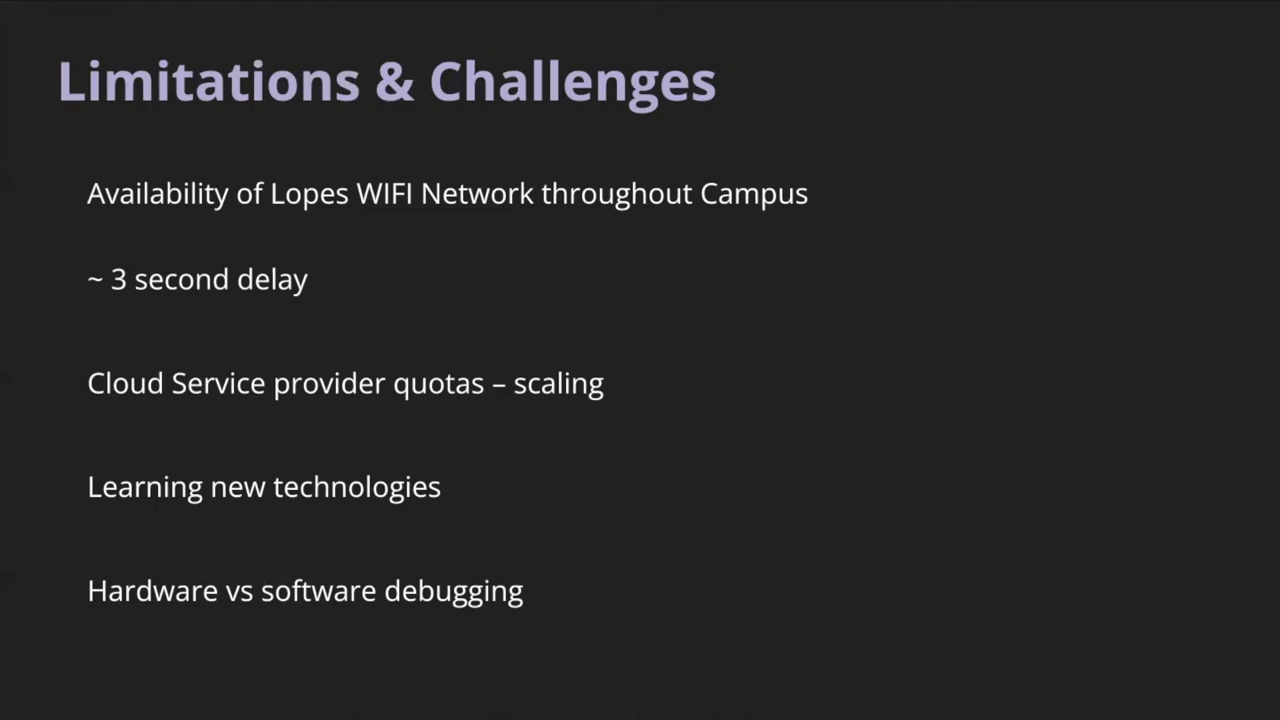 Limitations & Challenges
Availability of Lopes WIFI Network throughout Campus
~ 3 second delay
Cloud Service provider quotas – scaling
Learning new technologies
Hardware vs software debugging